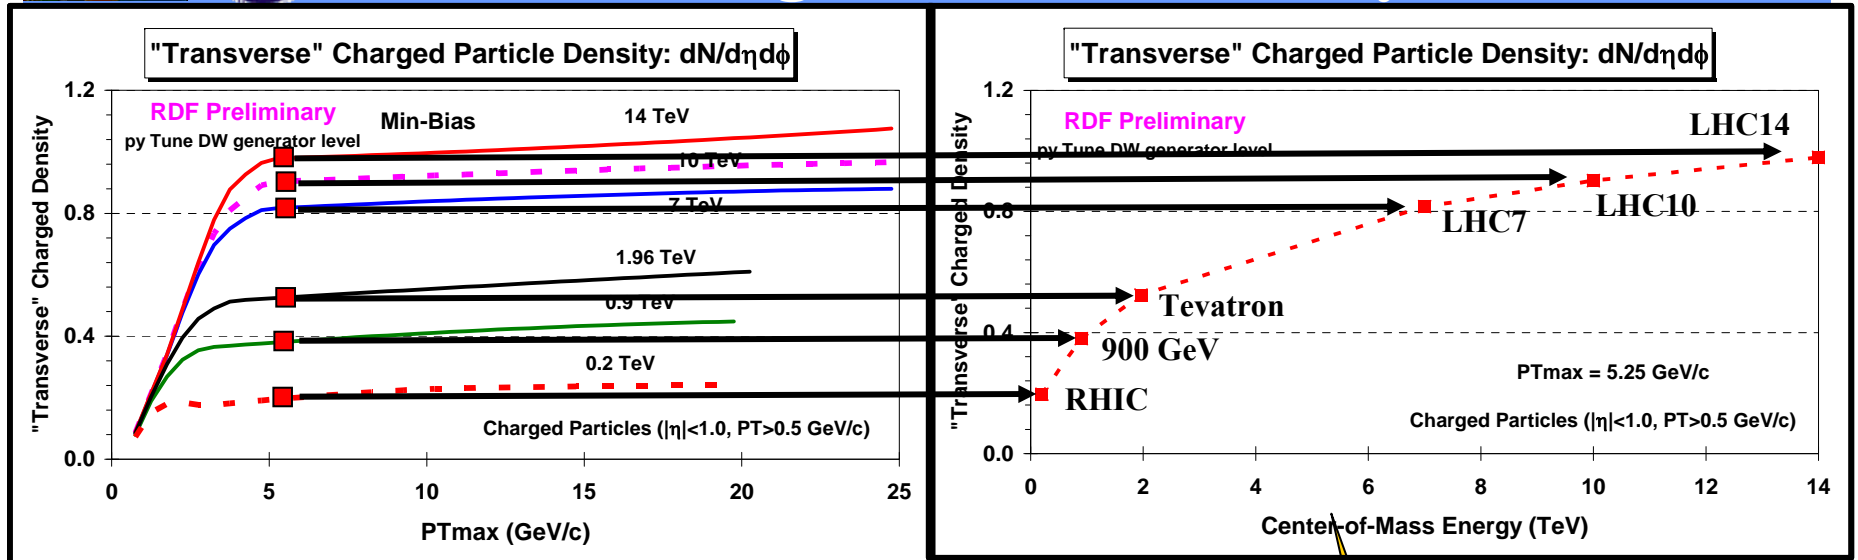 "Transverse" Charged Particle Density: dN/dηdϕ
1.2
0.8
0.4
0.0
"Transverse" Charged Density
RDF Preliminary
py Tune DW generator level
Min-Bias
14 TeV
10 TeV
7 TeV
1.96 TeV
0.9 TeV
0.2 TeV
Charged Particles (|η|<1.0, PT>0.5 GeV/c)
0 5 10 15 20 25
PTmax (GeV/c)
"Transverse" Charged Particle Density: dN/dηdϕ
1.2
0.8
0.4
0.0
"Transverse" Charged Density
RDF Preliminary
py Tune DW generator level
LHC14
LHC10
LHC7
Tevatron
900 GeV
RHIC
PTmax = 5.25 GeV/c
Charged Particles (|η|<1.0, PT>0.5 GeV/c)
0 2 4 6 8 10 12 14
Center-of-Mass Energy (TeV)